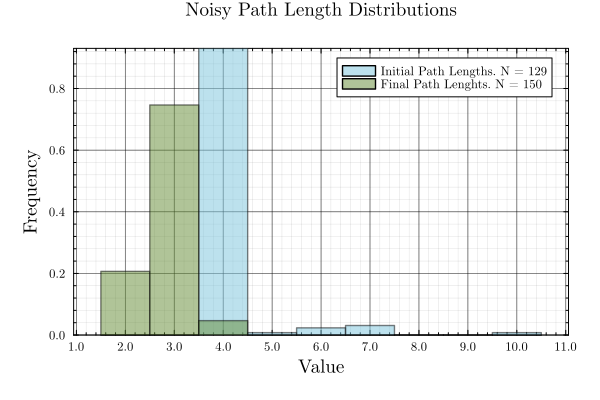 Noisy Path Length Distributions
Initial Path Lengths. N = 129
Final Path Lenghts. N = 150
Frequency
0.8
0.6
0.4
0.2
0.0
1.0 2.0 3.0 4.0 5.0 6.0 7.0 8.0 9.0 10.0 11.0
Value